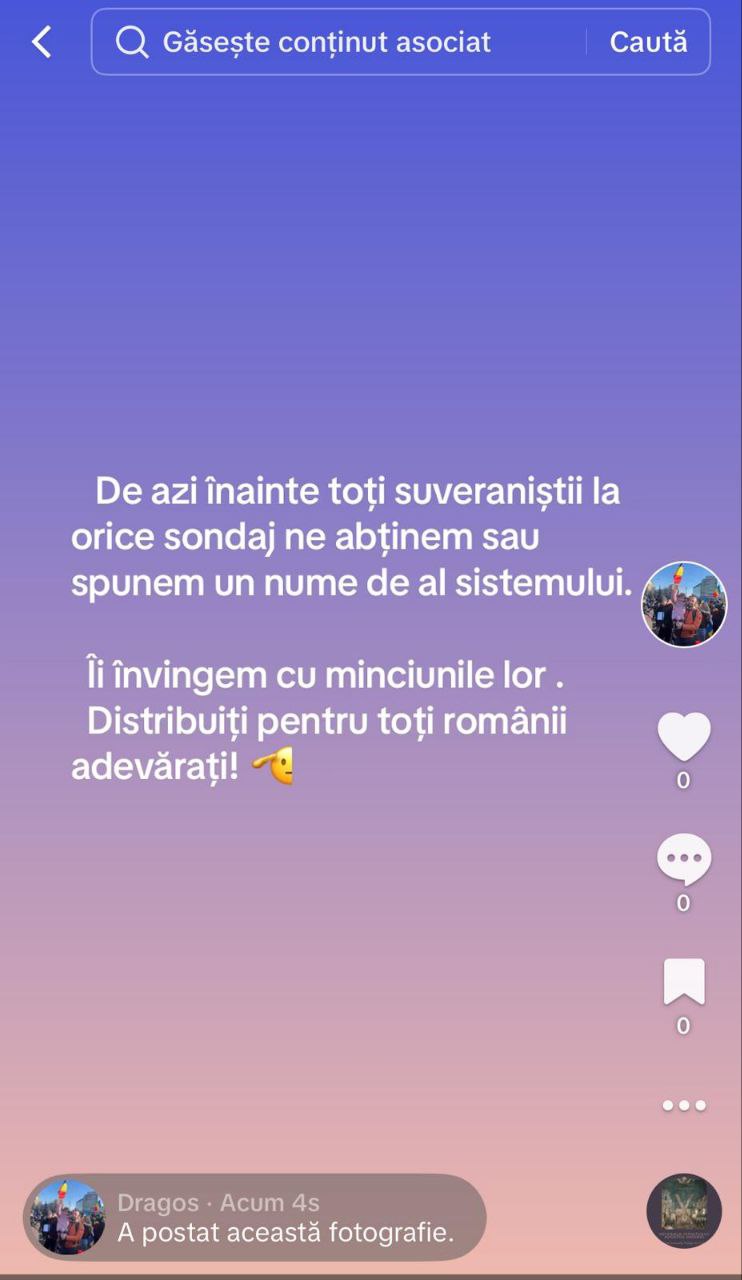 Găsește conținut asociat
Caută
De azi înainte toți suveraniștii la
orice sondaj ne abținem sau
spunem un nume de al sistemului.
Îi învingem cu minciunile lor .
Distribuiți pentru toți românii
adevărați! 🫡
0
0
0
Dragos · Acum 4s
A postat această fotografie.